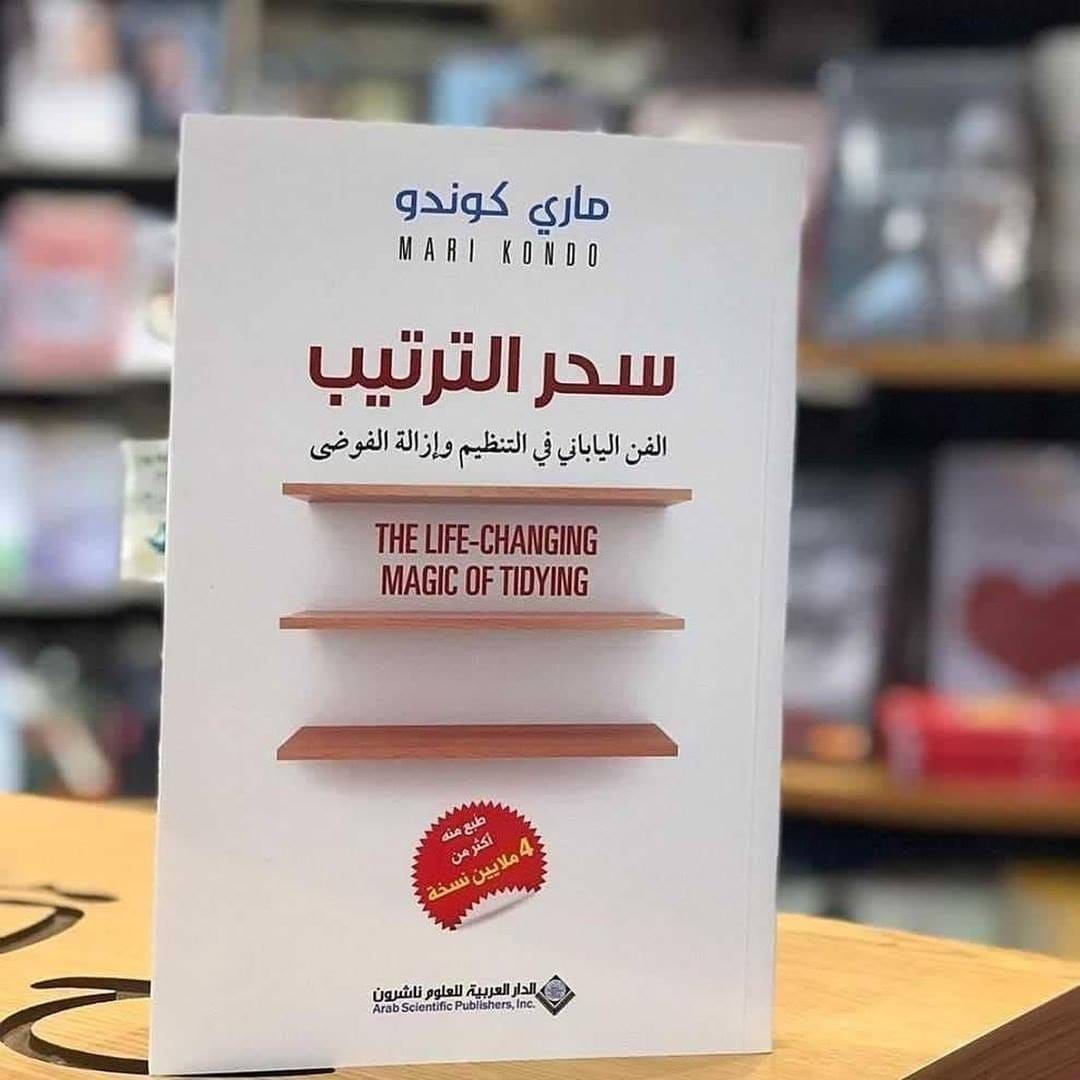 ماري كوندو
MARI KONDO
سحر الترتيب
الفن الياباني في التنظيم وإزالة الفوضى
THE LIFE-CHANGING
MAGIC OF TIDYING
طبع منه
أكثر من
4 ملايين نسخة
الدار العربية للعلوم ناشرون
Arab Scientific Publishers, Inc.